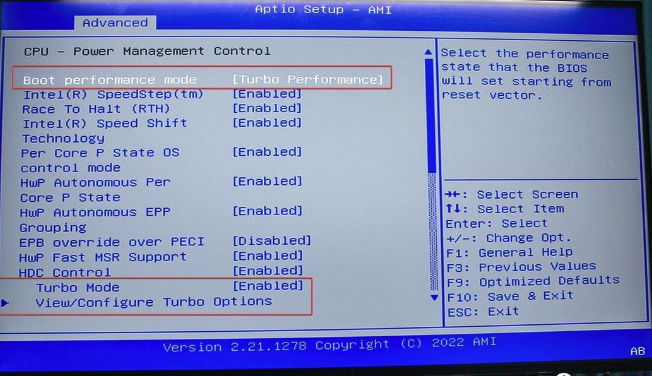 Aptio Setup - AMI
Advanced
CPU - Power Management Control
Boot performance mode [Turbo Performance]
Intel(R) SpeedStep(tm) [Enabled]
Race To Halt (RTH) [Enabled]
Intel(R) Speed Shift [Enabled]
Technology
Per Core P State OS [Enabled]
control mode
HwP Autonomous Per [Enabled]
Core P State
HwP Autonomous EPP [Enabled]
Grouping
EPB override over PECI [Disabled]
HwP Fast MSR Support [Enabled]
HDC Control [Enabled]
Turbo Mode [Enabled]
View/Configure Turbo Options
Select the performance
state that the BIOS
will set starting from
reset vector.
→←: Select Screen
↑↓: Select Item
Enter: Select
+/-: Change Opt.
F1: General Help
F3: Previous Values
F9: Optimized Defaults
F10: Save & Exit
ESC: Exit
Version 2.21.1278 Copyright (C) 2022 AMI
AB